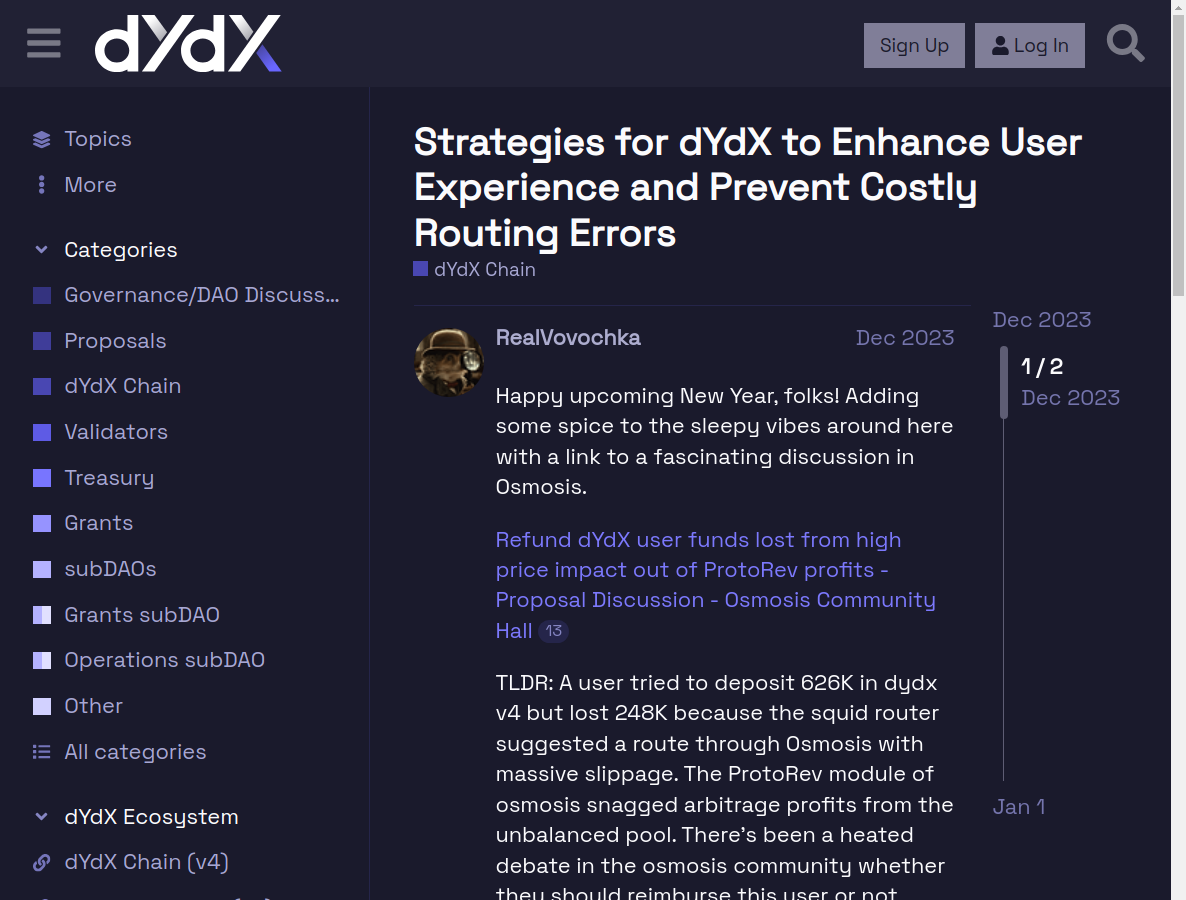 dYdX
Sign Up
Log In
Topics
More
Categories
Governance/DAO Discuss...
Proposals
dYdX Chain
Validators
Treasury
Grants
subDAOs
Grants subDAO
Operations subDAO
Other
All categories
dYdX Ecosystem
dYdX Chain (v4)
Strategies for dYdX to Enhance User
Experience and Prevent Costly
Routing Errors
dYdX Chain
RealVovochka
Dec 2023
Happy upcoming New Year, folks! Adding
some spice to the sleepy vibes around here
with a link to a fascinating discussion in
Osmosis.
Refund dYdX user funds lost from high
price impact out of ProtoRev profits -
Proposal Discussion - Osmosis Community
Hall 13
TLDR: A user tried to deposit 626K in dydx
v4 but lost 248K because the squid router
suggested a route through Osmosis with
massive slippage. The ProtoRev module of
osmosis snagged arbitrage profits from the
unbalanced pool. There's been a heated
debate in the osmosis community whether
they should reimburse this user or not
Dec 2023
1 / 2
Dec 2023
Jan 1